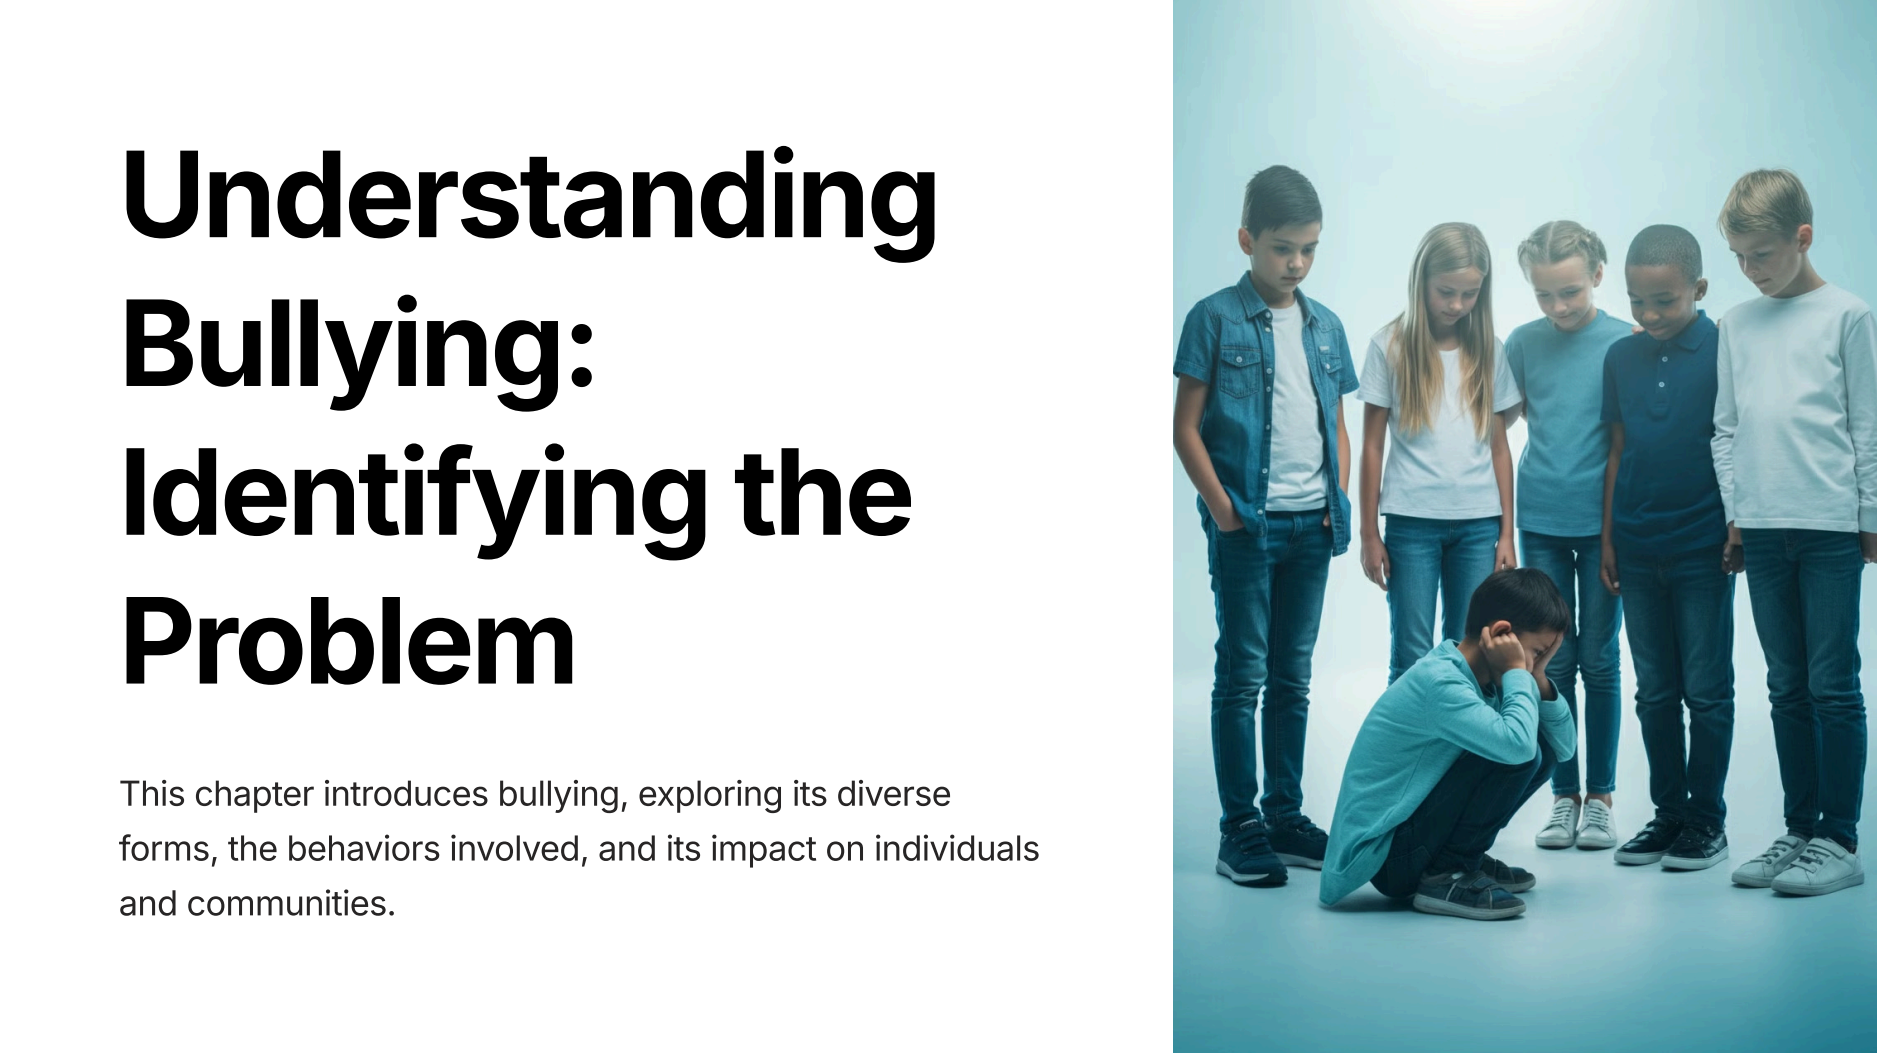 Understanding
Bullying:
Identifying the
Problem
This chapter introduces bullying, exploring its diverse
forms, the behaviors involved, and its impact on individuals
and communities.